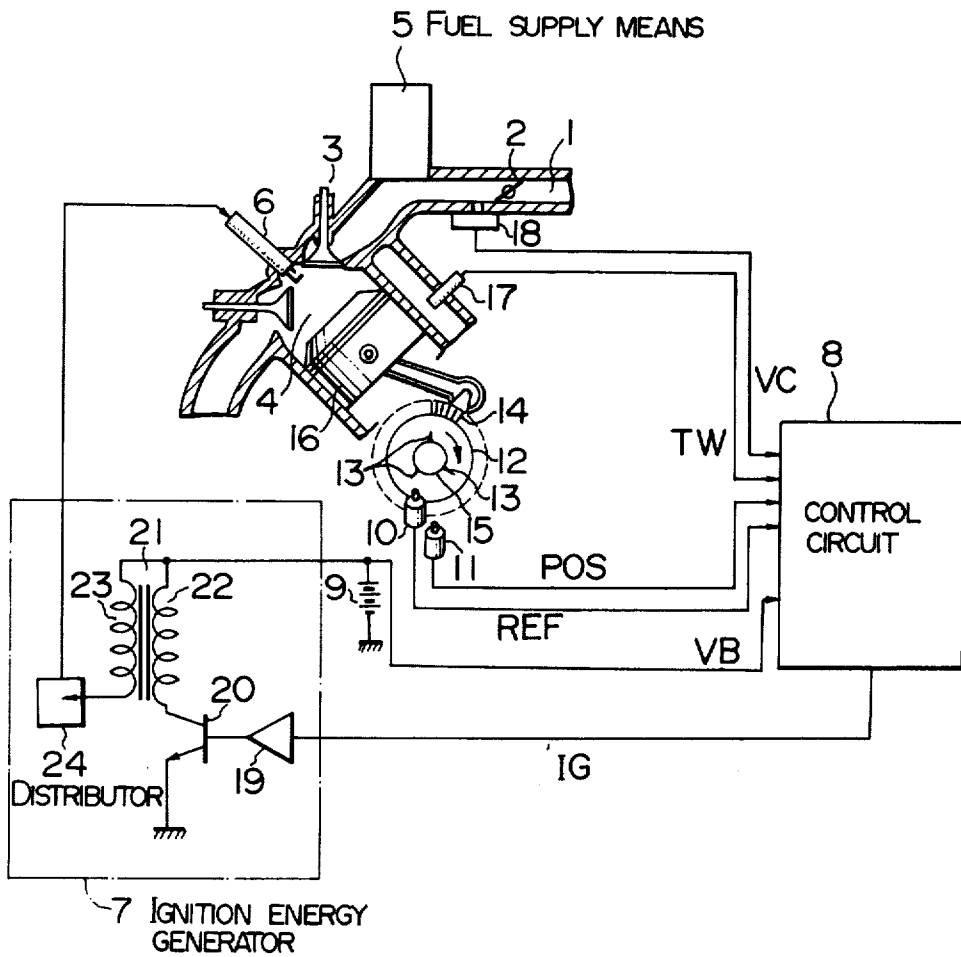 5 FUEL SUPPLY MEANS
2
1
3
6
18
17
VC
8
4
14
TW
16
12
13
13
CONTROL
CIRCUIT
10
15
21
11
POS
23
22
9
REF
VB
20
24
19
IG
DISTRIBUTOR
7 IGNITION ENERGY
GENERATOR